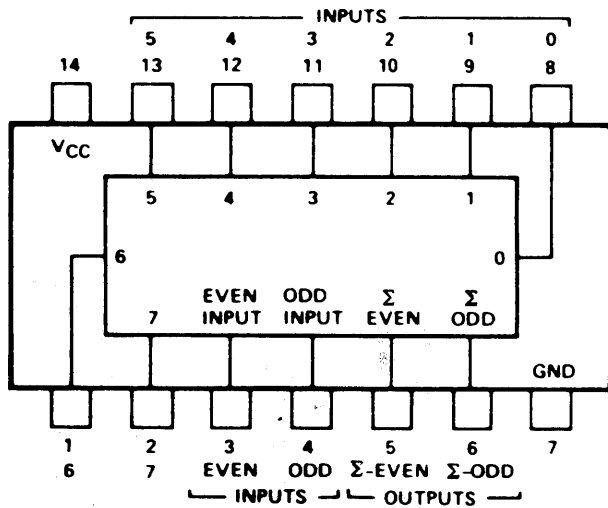 INPUTS
5 4 3 2 1 0
14 13 12 11 10 9 8
VCC
5 4 3 2 1
6 0
EVEN ODD Σ Σ
7 INPUT INPUT EVEN ODD
GND
1 2 3 4 5 6 7
6 7 EVEN ODD Σ-EVEN Σ-ODD
INPUTS OUTPUTS